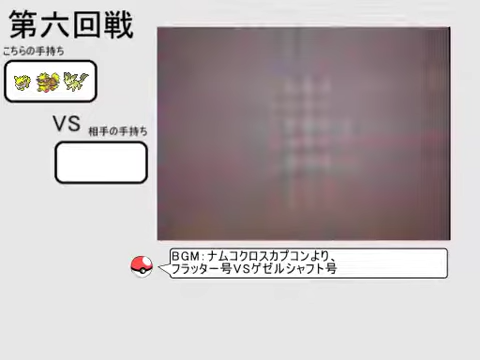 第六回戦
こちらの手持ち
VS
相手の手持ち
BGM：ナムコクロスカプコンより、
フラッター号VSゲゼルシャフト号